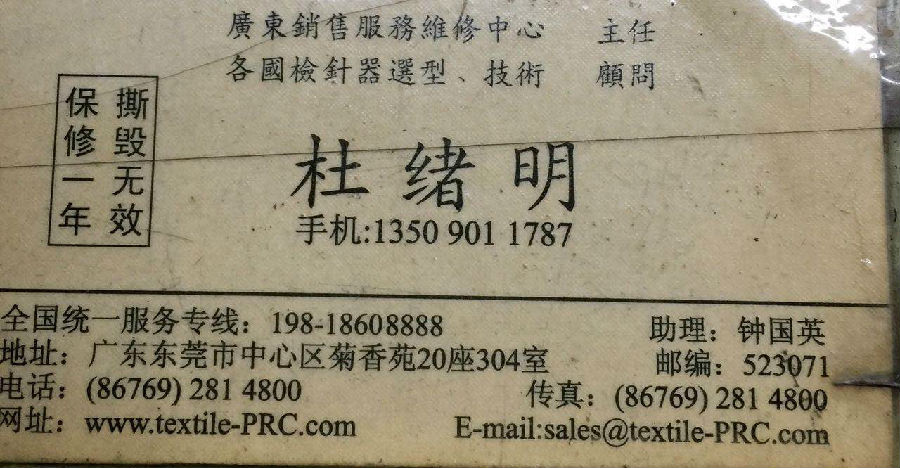 廣東銷售服務維修中心 主任
各國檢針器選型、技術 顧問
撕毁无效
保修一年
杜绪明
手机:1350 901 1787
全国统一服务专线：198-18608888 助理：钟国英
地址：广东东莞市中心区菊香苑20座304室 邮编：523071
电话：(86769) 281 4800 传真：(86769) 281 4800
网址：www.textile-PRC.com E-mail:sales@textile-PRC.com